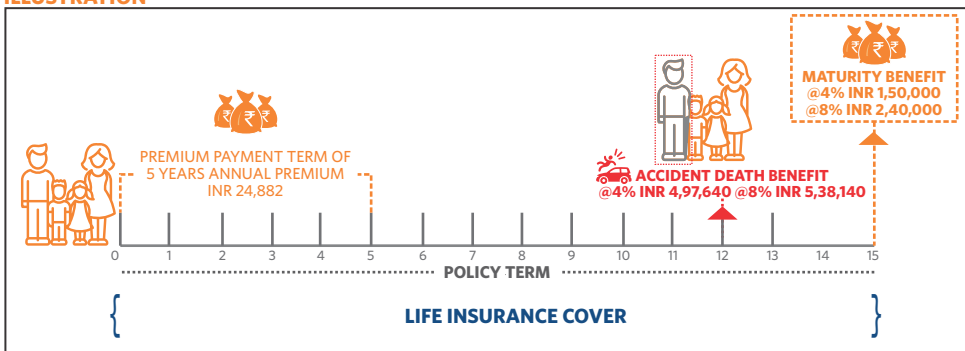 ILLUSTRATION
MATURITY BENEFIT
@4% INR 1,50,000
@8% INR 2,40,000
PREMIUM PAYMENT TERM OF
5 YEARS ANNUAL PREMIUM
INR 24,882
ACCIDENT DEATH BENEFIT
@4% INR 4,97,640 @8% INR 5,38,140
0 1 2 3 4 5 6 7 8 9 10 11 12 13 14 15
POLICY TERM
{ LIFE INSURANCE COVER }